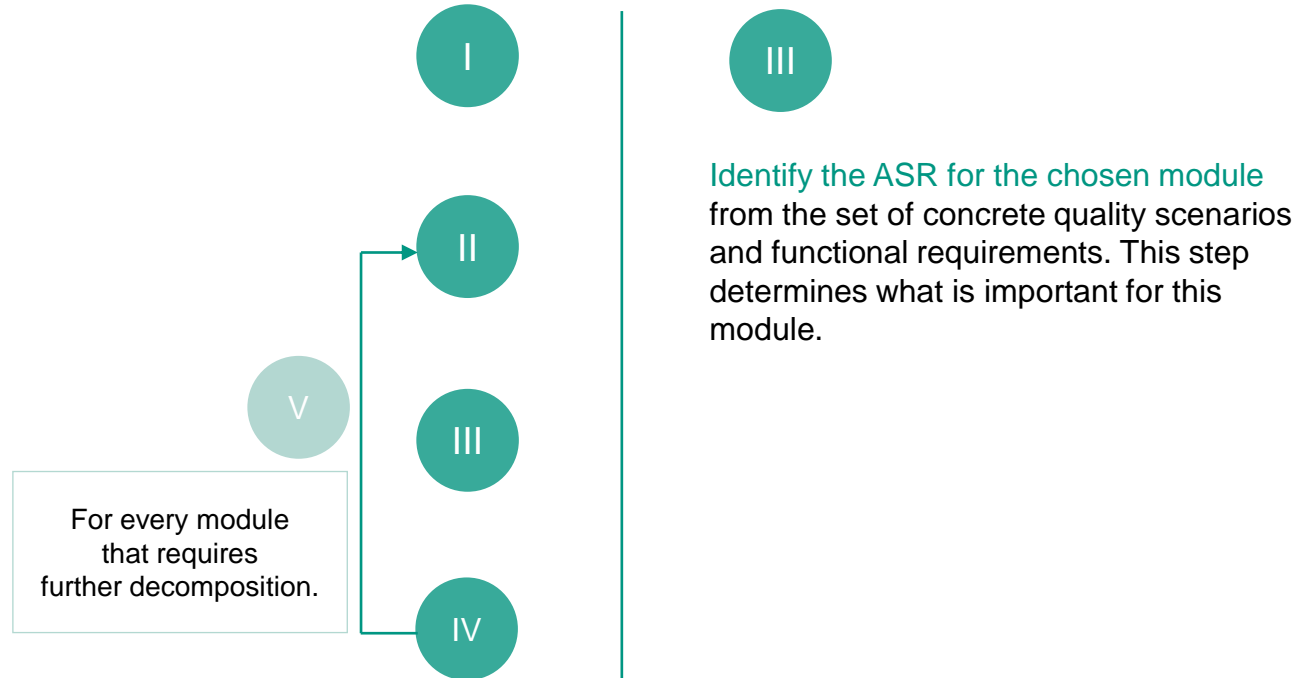 I
II
V
III
For every module
that requires
further decomposition.
IV
III
Identify the ASR for the chosen module
from the set of concrete quality scenarios
and functional requirements. This step
determines what is important for this
module.